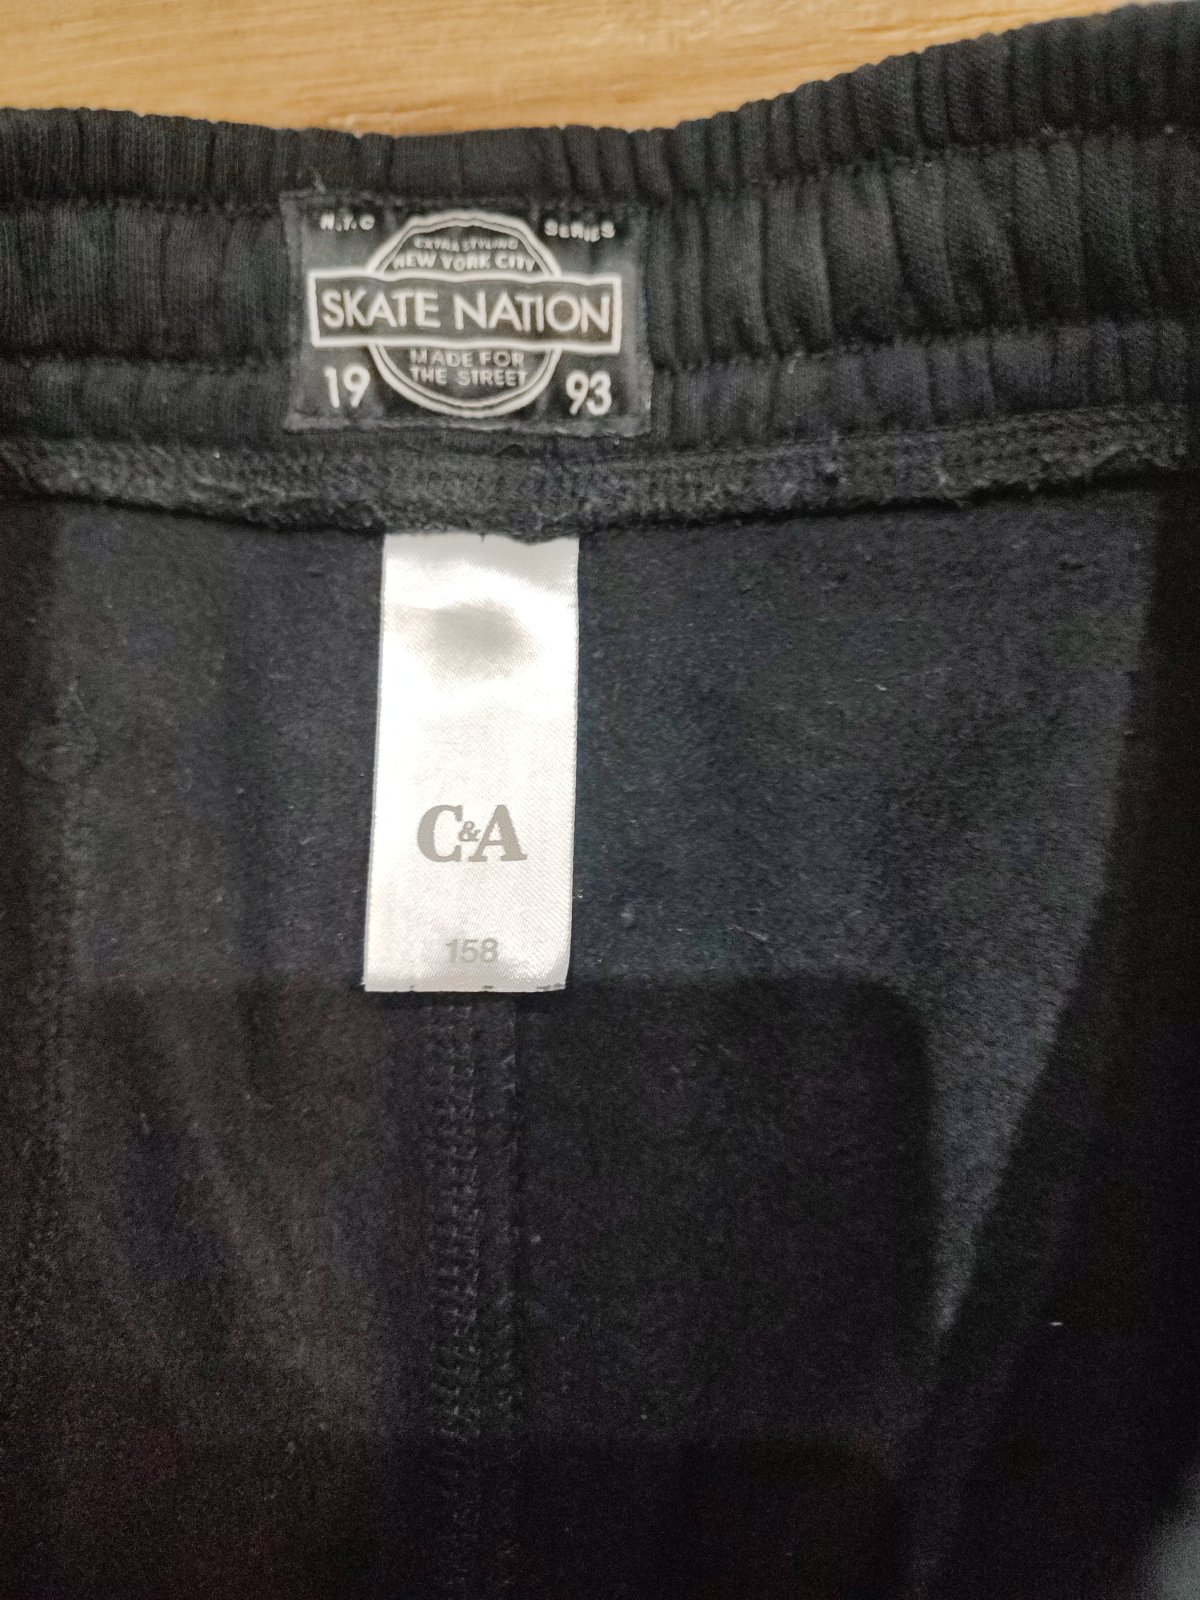 N.Y.C SERIES
EXTRA STYLING
NEW YORK CITY
SKATE NATION
MADE FOR
THE STREET
19 93
C&A
158